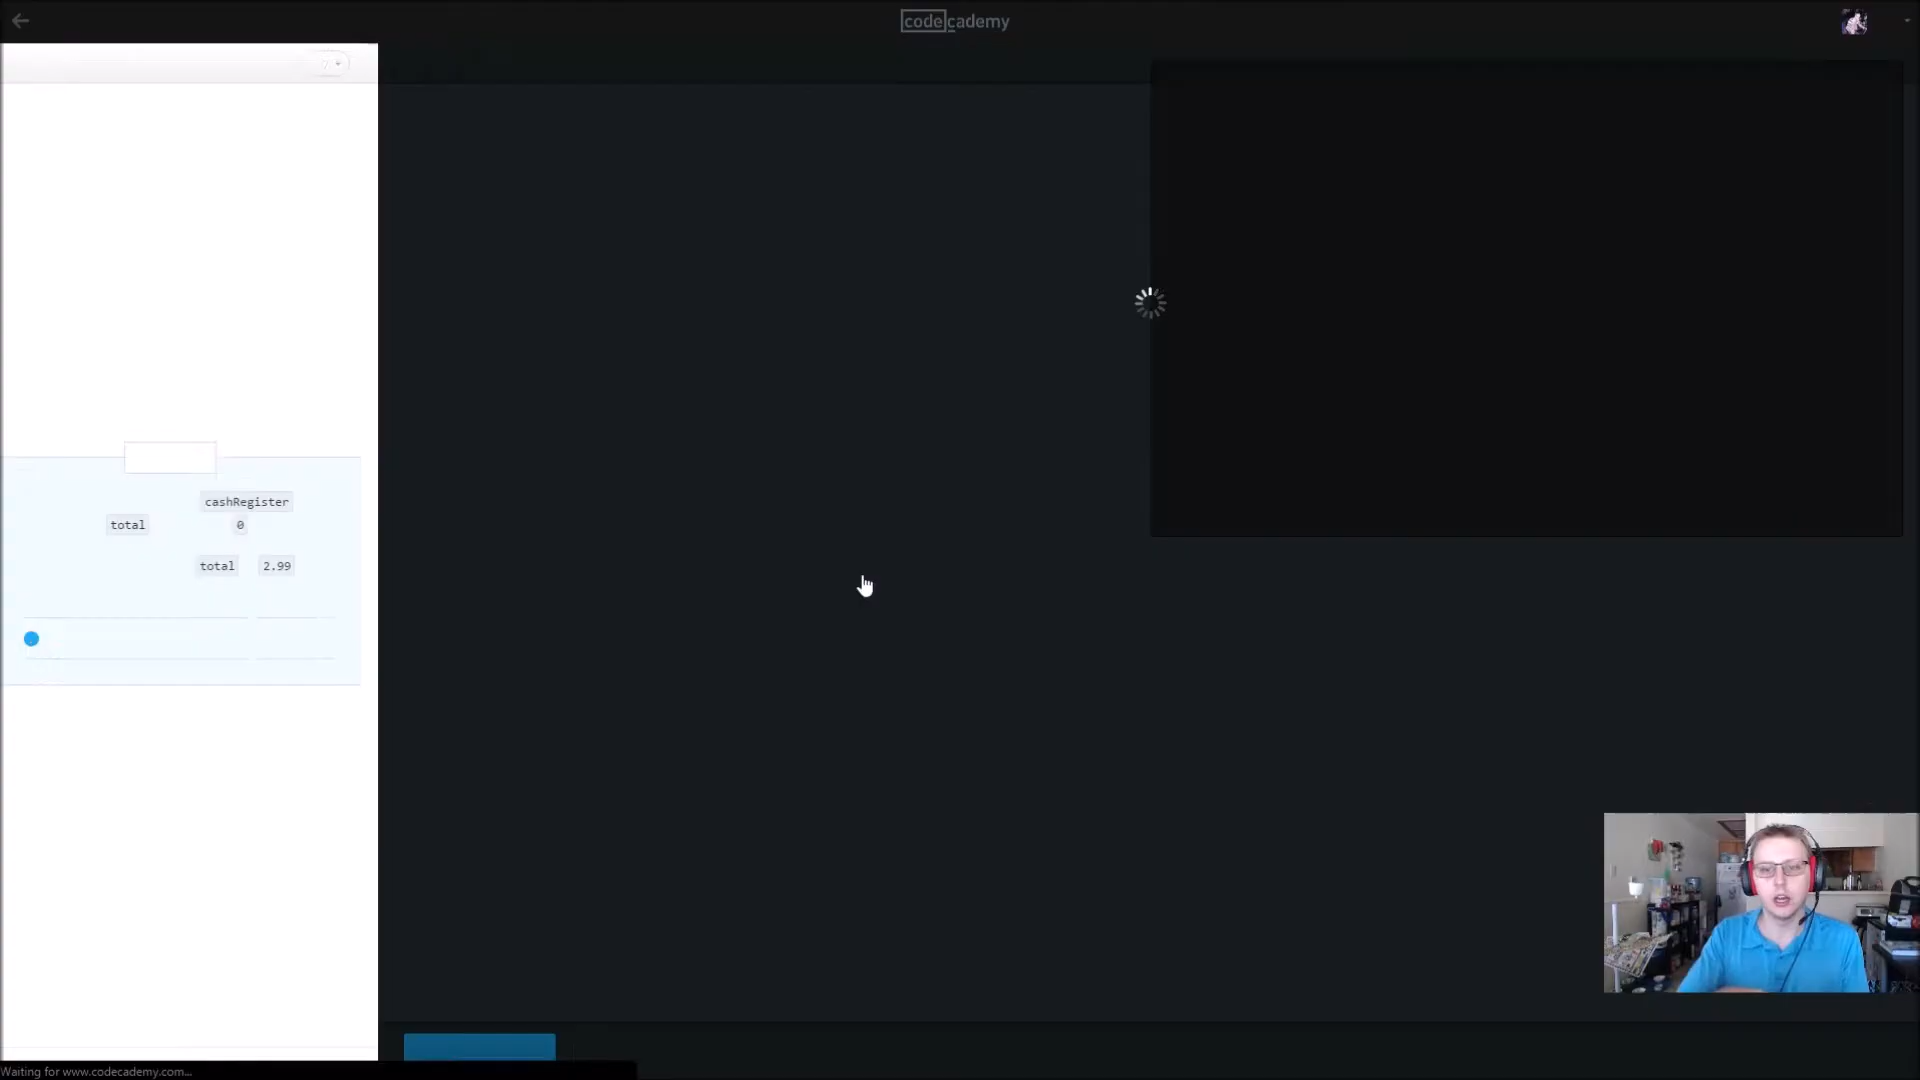 codecademy
cashRegister
total 0
total 2.99
Waiting for www.codecademy.com...